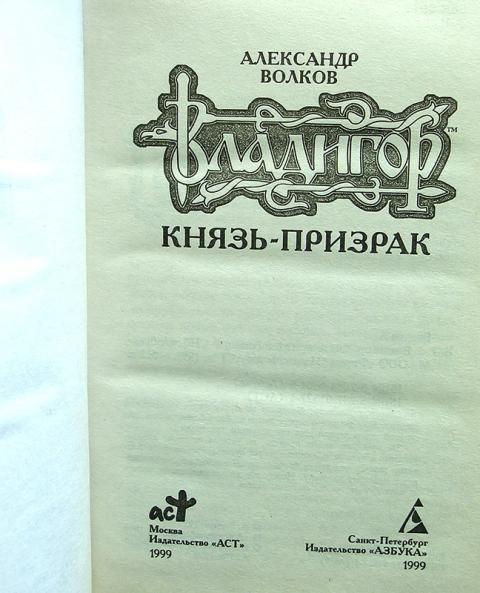 АЛЕКСАНДР
ВОЛКОВ
ВЛАДИГОР™
КНЯЗЬ-ПРИЗРАК
аст
Москва
Издательство «АСТ»
1999
Санкт-Петербург
Издательство «АЗБУКА»
1999